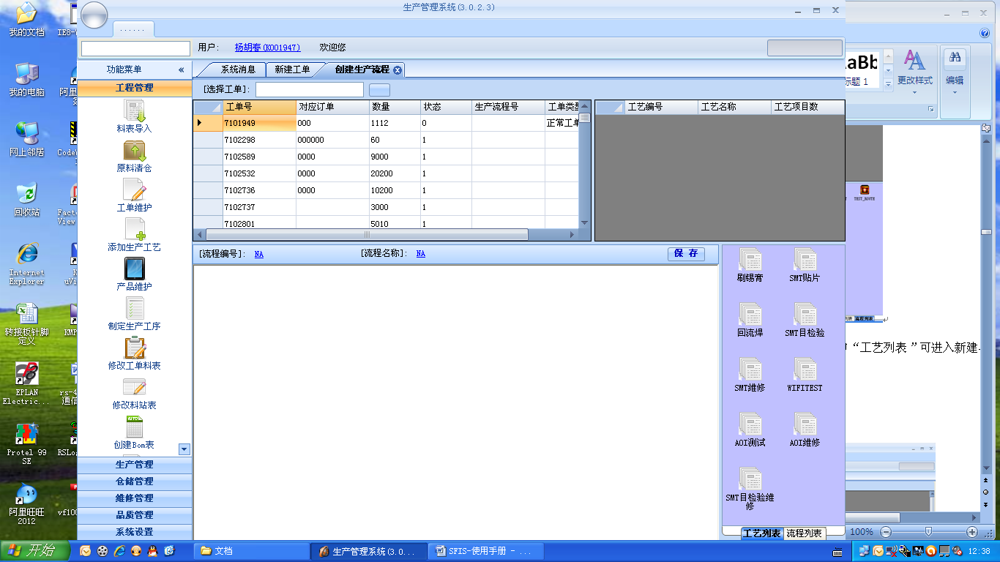 生产管理系统(3.0.2.3)
······
用户: 杨胡春(K001947) 欢迎您
功能菜单 «
工程管理
料表导入
原料清仓
工单维护
添加生产工艺
产品维护
制定生产工序
修改工单料表
修改料站表
创建Bom表
生产管理
仓储管理
维修管理
品质管理
系统设置
系统消息 新建工单 创建生产流程
[选择工单]:
工单号 对应订单 数量 状态 生产流程号 工单类型
7101949 000 1112 0 正常工单
7102298 000000 60 1
7102589 0000 9000 1
7102532 0000 20200 1
7102736 0000 10200 1
7102737 3000 1
7102801 5010 1
工艺编号 工艺名称 工艺项目数
[流程编号]: NA [流程名称]: NA 保 存
刷锡膏 SMT贴片
回流焊 SMT目检验
SMT维修 WIFITEST
AOI测试 AOI维修
SMT目检验维修
工艺列表 流程列表
我的文档
我的电脑
网上邻居
回收站
Internet Explorer
转接板针脚定义
EPLAN Electric...
Protel 99 SE
阿里旺旺 2012
更改样式
编辑
标题 1
TEST_ROUTE
流程列表
“工艺列表”可进入新建
100%
开始
文档
生产管理系统(3.0...
SFIS-使用手册 - ...
12:38